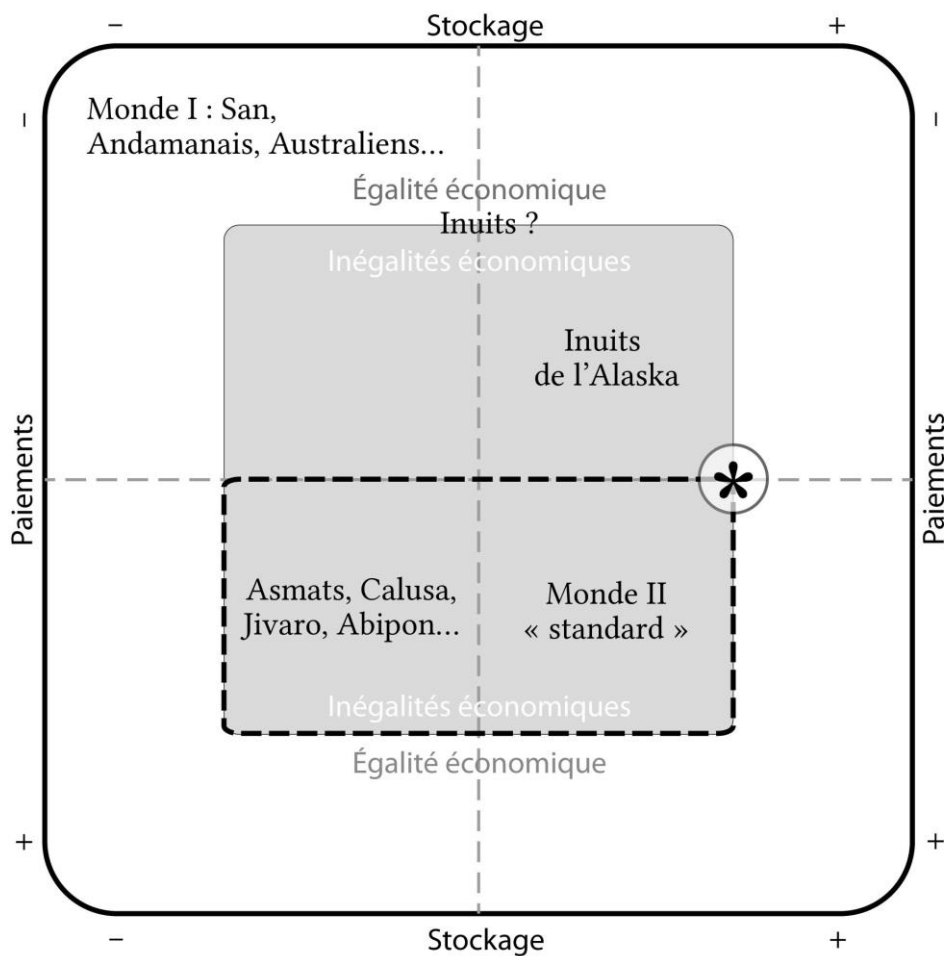 – Stockage +
Monde I : San,
Andamanais, Australiens...
– –
Égalité économique
Inuits ?
Inégalités économiques
Inuits
de l’Alaska
Paiements Paiements
*
Asmats, Calusa,
Jivaro, Abipon...
Monde II
« standard »
Inégalités économiques
Égalité économique
+ +
– Stockage +